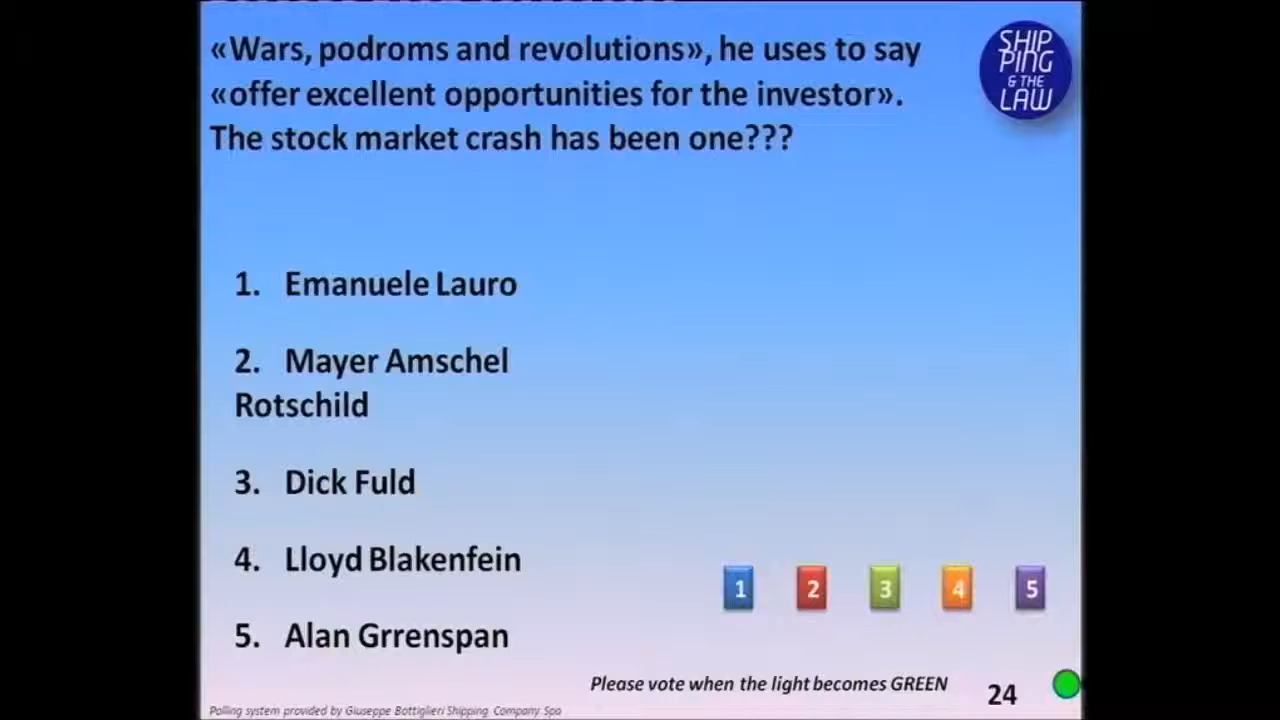 «Wars, podroms and revolutions», he uses to say
«offer excellent opportunities for the investor».
The stock market crash has been one???
SHIP
PING
& THE
LAW
1. Emanuele Lauro
2. Mayer Amschel
Rotschild
3. Dick Fuld
4. Lloyd Blakenfein
5. Alan Grrenspan
1 2 3 4 5
Please vote when the light becomes GREEN
24
Polling system provided by Giuseppe Bottiglieri Shipping Company Spa